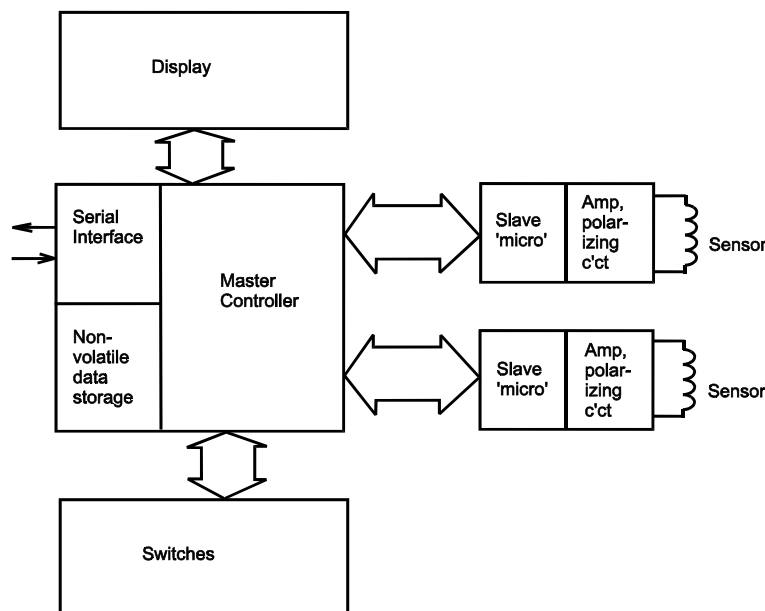 Display
Serial
Interface
Master
Controller
Non-
volatile
data
storage
Slave
'micro'
Amp,
polar-
izing
c'ct
Sensor
Slave
'micro'
Amp,
polar-
izing
c'ct
Sensor
Switches